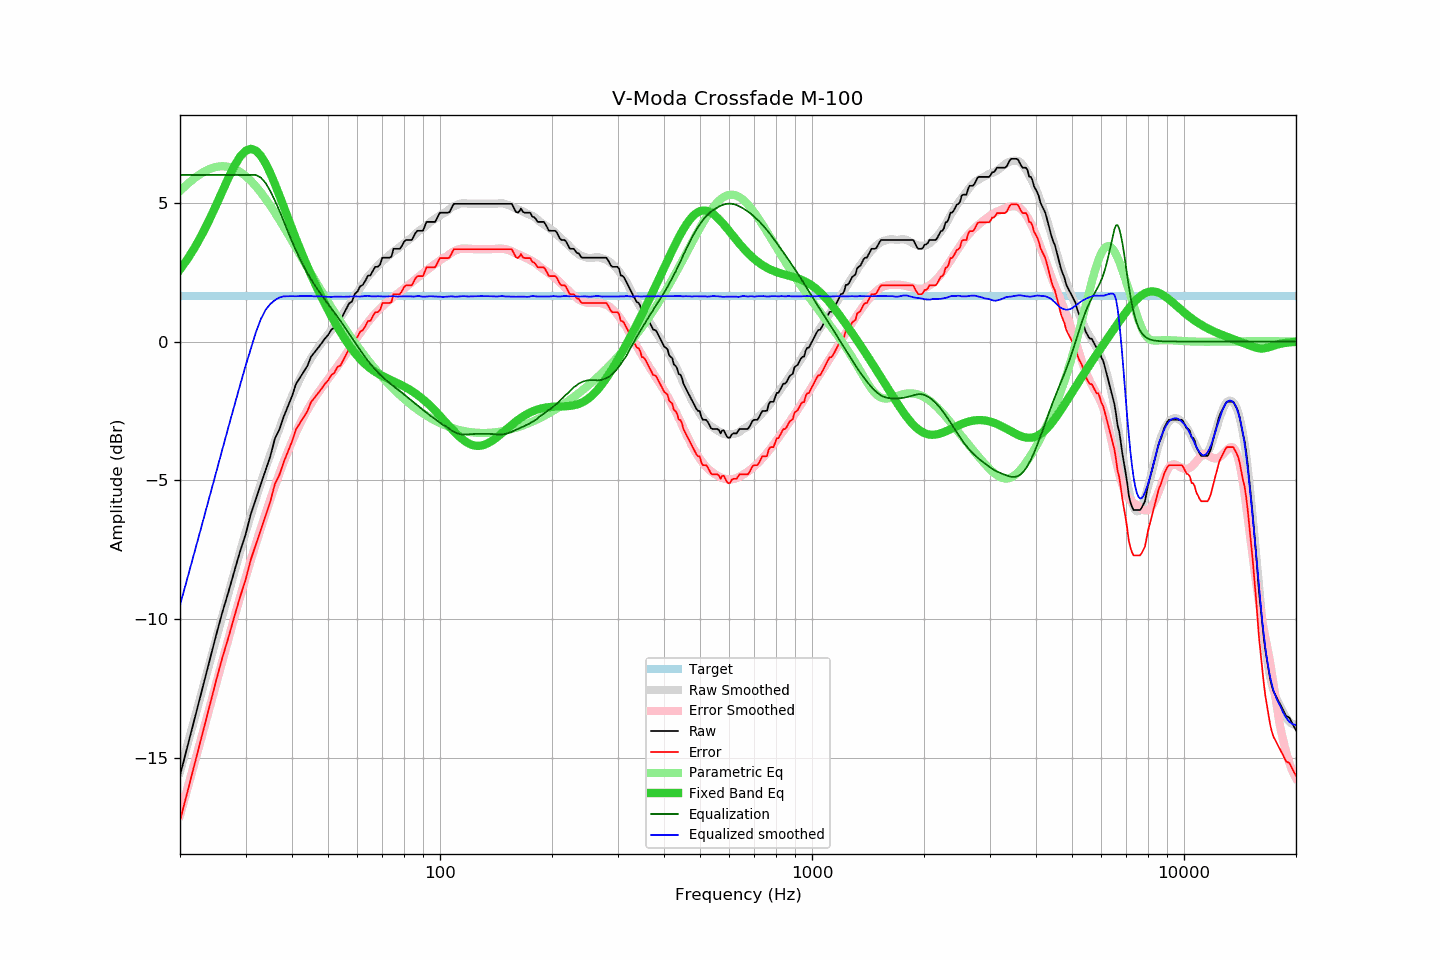 V-Moda Crossfade M-100
Amplitude (dBr)
5
0
−5
−10
−15
Target
Raw Smoothed
Error Smoothed
Raw
Error
Parametric Eq
Fixed Band Eq
Equalization
Equalized smoothed
100
1000
10000
Frequency (Hz)